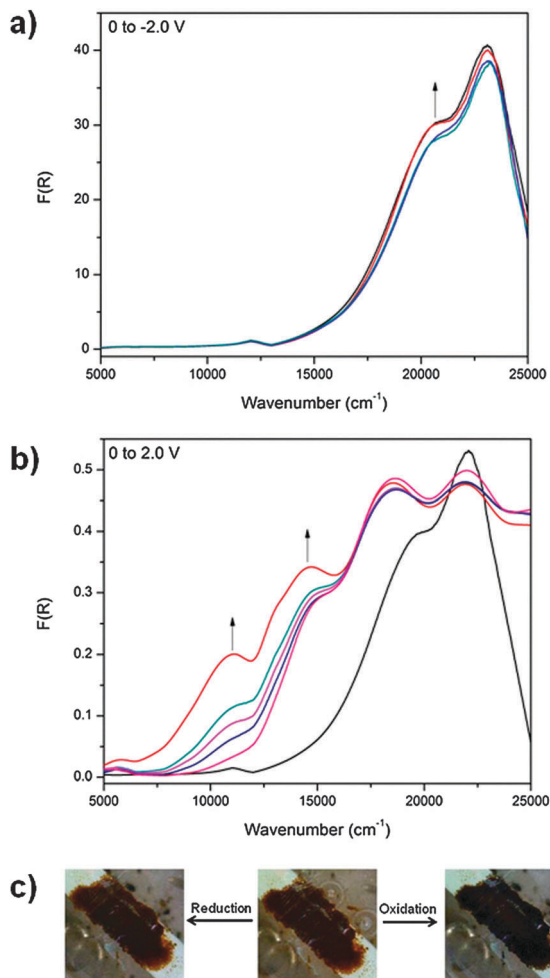 a)
0 to -2.0 V
40
30
20
10
0
F(R)
5000 10000 15000 20000 25000
Wavenumber (cm⁻¹)
b)
0 to 2.0 V
0.5
0.4
0.3
0.2
0.1
0.0
F(R)
5000 10000 15000 20000 25000
Wavenumber (cm⁻¹)
c)
Reduction Oxidation